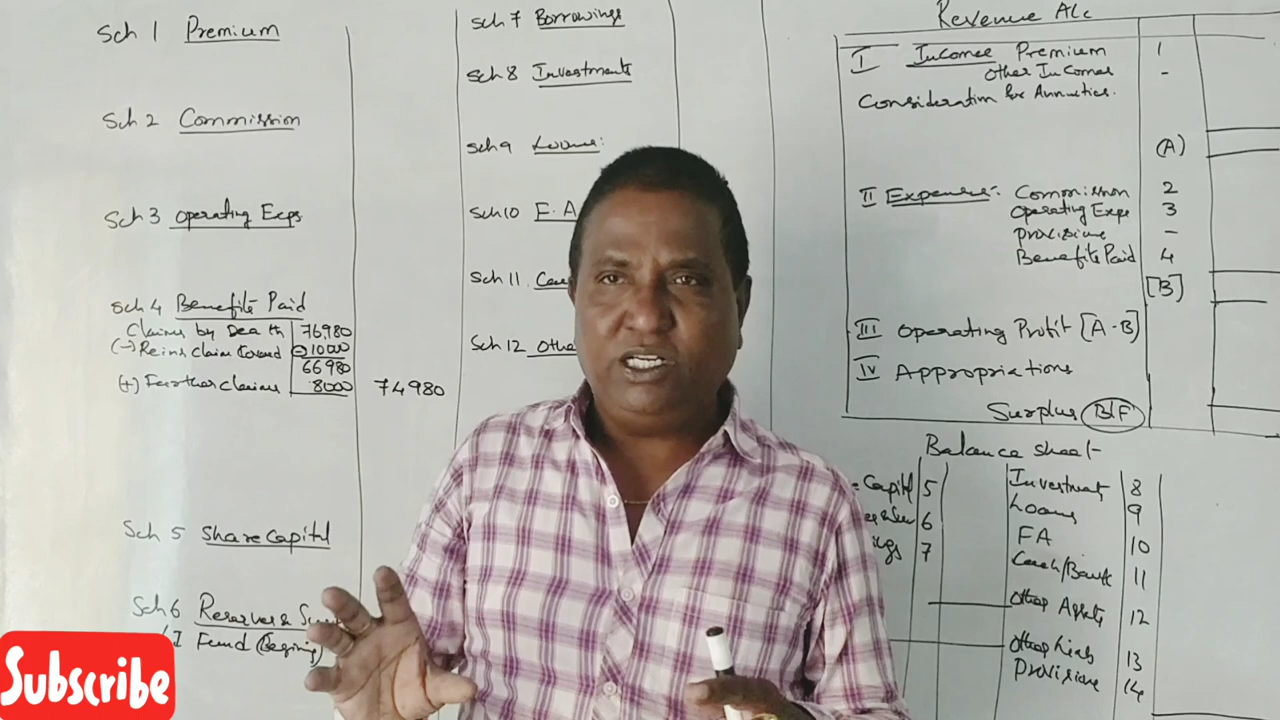 Sch 1 Premium
Sch 2 Commission
Sch 3 Operating Exps
Sch 4 Benefits Paid
Claims by Death 76,980
(-) Reins claim (-) 10000
66980
(+) Further claims 8000 74980
Sch 5 Share Capital
Sch 6 Reserves &
Fund (Begining)
Sch 7 Borrowings
Sch 8 Investments
Sch 9 Loans:
Sch 10 F.A
Sch 11
Sch 12
Revenue A/c
I Incomes Premium 1
Other Incomes -
Consideration for Annuities.
(A)
II Expenses:- Commission 2
Operating Exps 3
Provisions -
Benefits Paid 4
[B]
III Operating Profit [A-B]
IV Appropriations
Surplus B/F
Balance Sheet
Capital 5 Investment 8
6 Loans 9
7 FA 10
Cash/Bank 11
Other Assets 12
Other Liab 13
Provisions 14
Subscribe